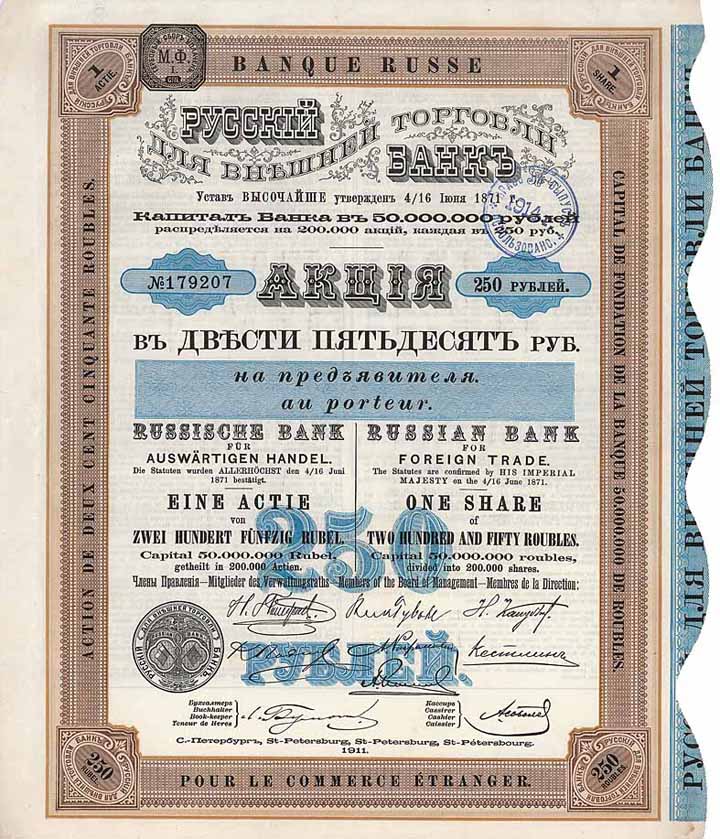 1
ACTIE.
М.Ф.
BANQUE RUSSE
1
SHARE
РУССКІЙ
ДЛЯ ВНѢШНЕЙ ТОРГОВЛИ
БАНКЪ
Уставъ ВЫСОЧАЙШЕ утвержден 4/16 Іюня 1871 г.
Капиталъ Банка въ 50.000.000 рублей
распредѣляется на 200.000 акцій, каждая въ 250 руб.
1914
№179207
АКЦІЯ
250 РУБЛЕЙ.
ВЪ ДВѢСТИ ПЯТЬДЕСЯТЪ РУБ.
на предъявителя.
au porteur.
RUSSISCHE BANK
FÜR
AUSWÄRTIGEN HANDEL.
Die Statuten wurden ALLERHÖCHST den 4/16 Juni
1871 bestätigt.
EINE ACTIE
von
ZWEI HUNDERT FÜNFZIG RUBEL.
Capital 50.000.000 Rubel,
getheilt in 200.000 Actien.
RUSSIAN BANK
FOR
FOREIGN TRADE.
The Statutes are confirmed by HIS IMPERIAL
MAJESTY on the 4/16 June 1871.
ONE SHARE
of
TWO HUNDRED AND FIFTY ROUBLES.
Capital 50.000.000 roubles,
divided into 200.000 shares.
250
РУБЛЕЙ.
Члены Правленія—Mitglieder des Verwaltungsraths—Members of the Board of Management—Membres de la Direction:
РУССКІЙ ДЛЯ ВНѢШНЕЙ ТОРГОВЛИ БАНКЪ
Бухгалтеръ
Buchhalter
Book-keeper
Teneur de livres
Кассиръ
Cassirer
Cashier
Caissier
С.-Петербургъ, St-Petersburg, St-Petersburg, St-Pétersbourg.
1911.
ACTION DE DEUX CENT CINQUANTE ROUBLES.
CAPITAL DE FONDATION DE LA BANQUE 50.000.000 DE ROUBLES
250
RUBEL
POUR LE COMMERCE ÉTRANGER.
250
ROUBLES